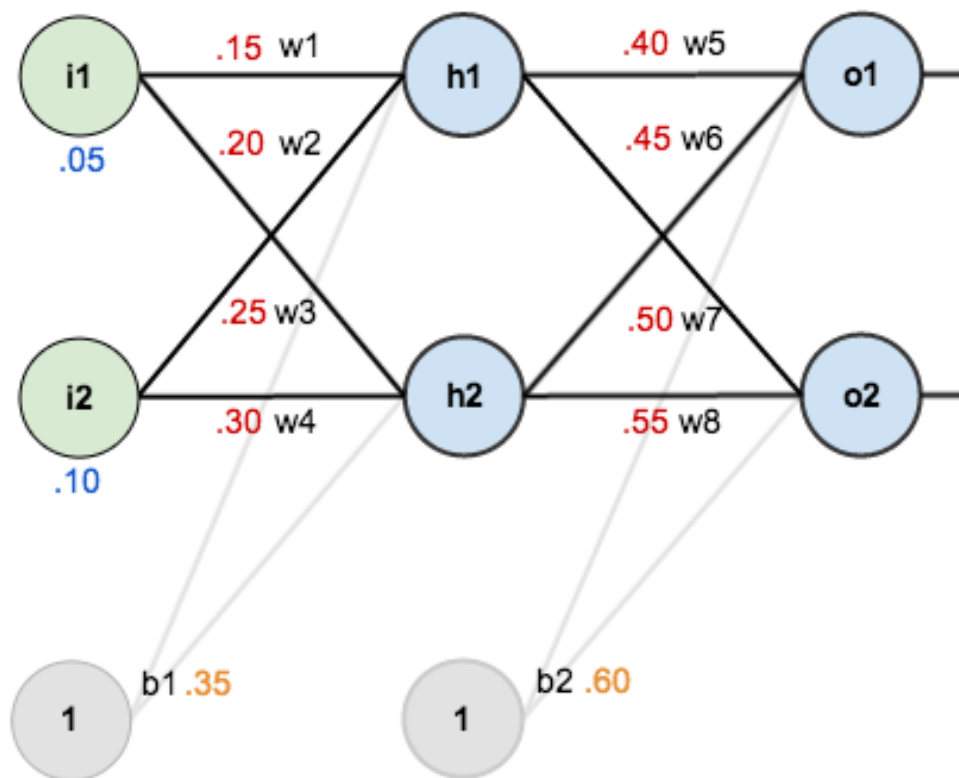 .15 w1 .40 w5
i1 h1 o1
.05 .20 w2 .45 w6
.25 w3 .50 w7
i2 h2 o2
.30 w4 .55 w8
.10
b1 .35 b2 .60
1 1